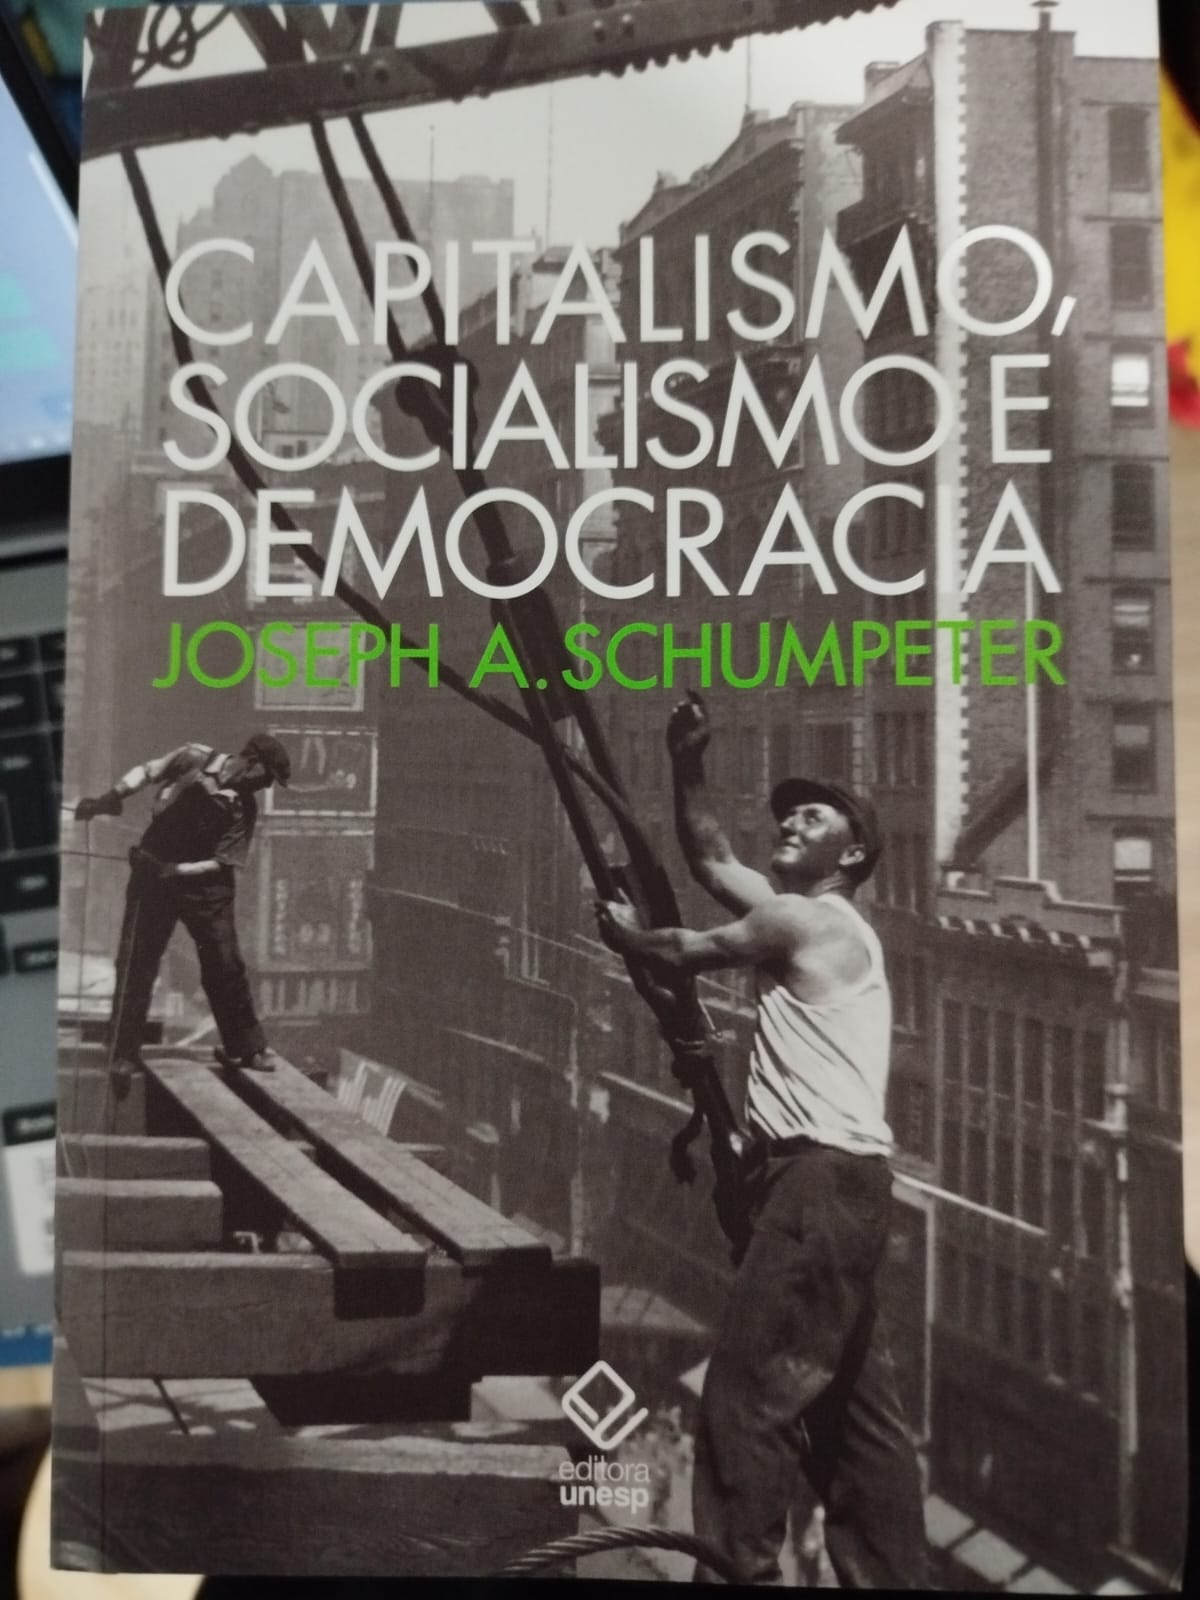 CAPITALISMO,
SOCIALISMO E
DEMOCRACIA
JOSEPH A. SCHUMPETER
editora
unesp